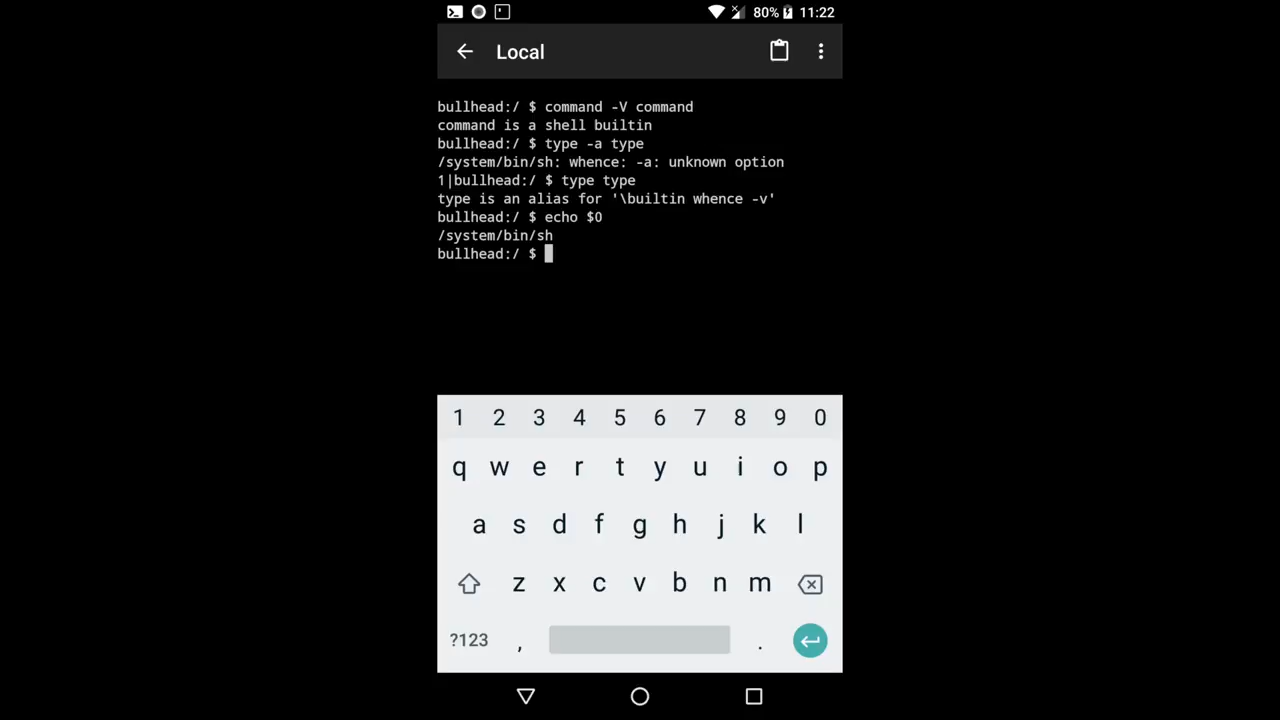 80% 11:22
Local
bullhead:/ $ command -V command
command is a shell builtin
bullhead:/ $ type -a type
/system/bin/sh: whence: -a: unknown option
1|bullhead:/ $ type type
type is an alias for '\builtin whence -v'
bullhead:/ $ echo $0
/system/bin/sh
bullhead:/ $
1 2 3 4 5 6 7 8 9 0
q w e r t y u i o p
a s d f g h j k l
z x c v b n m
?123 , .